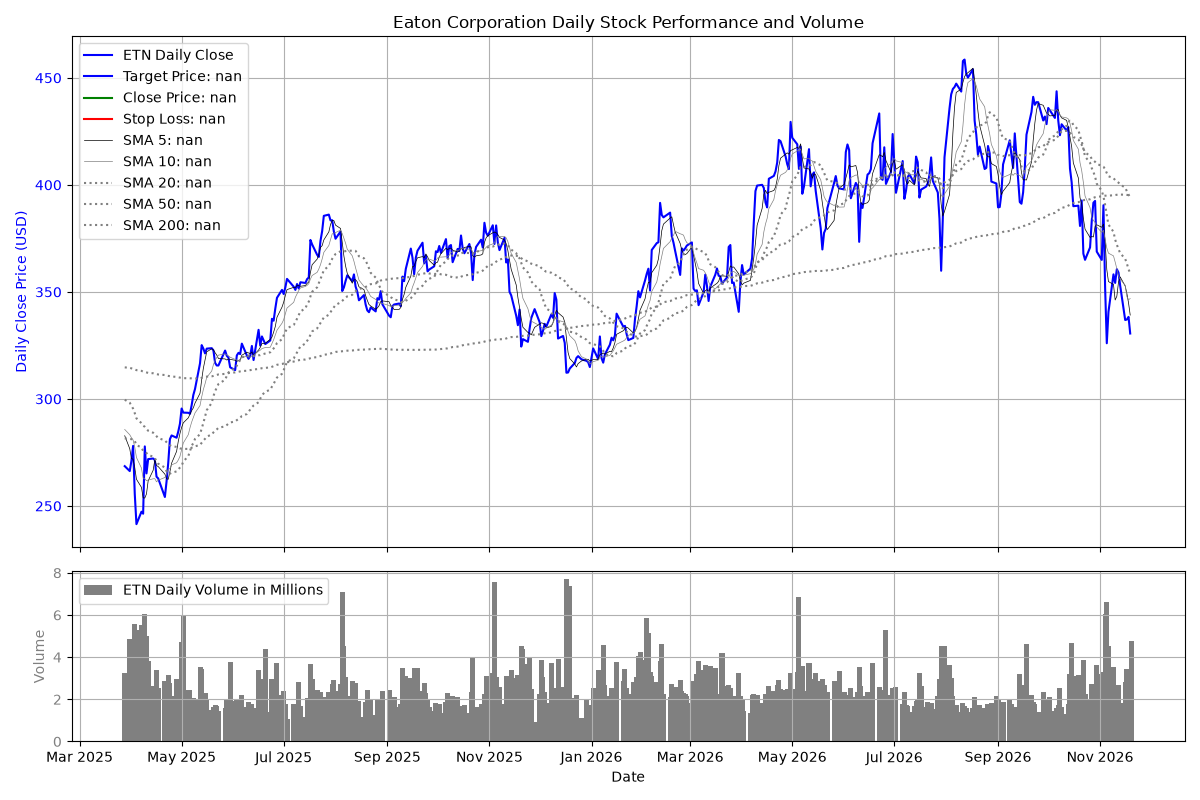 Eaton Corporation Daily Stock Performance and Volume
ETN Daily Close
Target Price: nan
Close Price: nan
Stop Loss: nan
SMA 5: nan
SMA 10: nan
SMA 20: nan
SMA 50: nan
SMA 200: nan
450
400
350
300
250
Daily Close Price (USD)
ETN Daily Volume in Millions
8
6
4
2
0
Volume
Mar 2025
May 2025
Jul 2025
Sep 2025
Nov 2025
Jan 2026
Mar 2026
May 2026
Jul 2026
Sep 2026
Nov 2026
Date